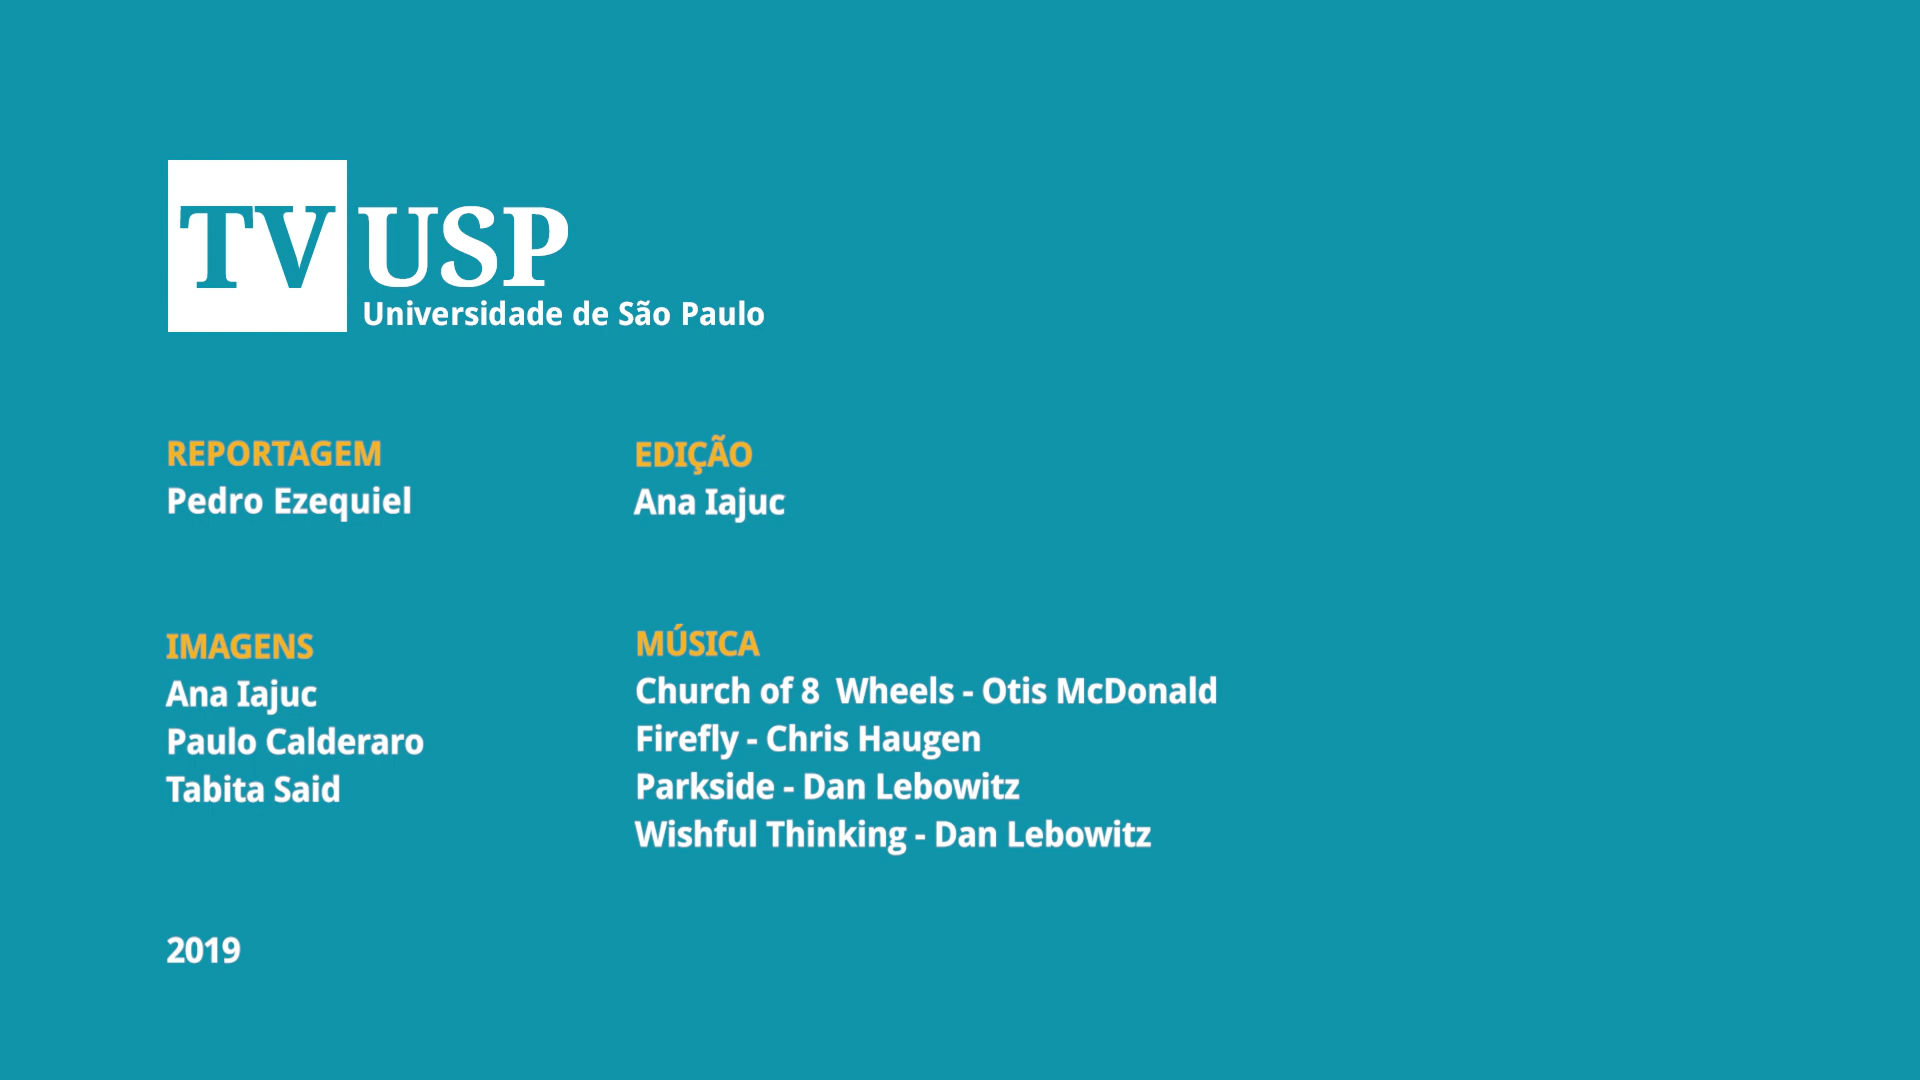 TV USP
Universidade de São Paulo
REPORTAGEM
Pedro Ezequiel
EDIÇÃO
Ana Iajuc
IMAGENS
Ana Iajuc
Paulo Calderaro
Tabita Said
MÚSICA
Church of 8  Wheels - Otis McDonald
Firefly - Chris Haugen
Parkside - Dan Lebowitz
Wishful Thinking - Dan Lebowitz
2019